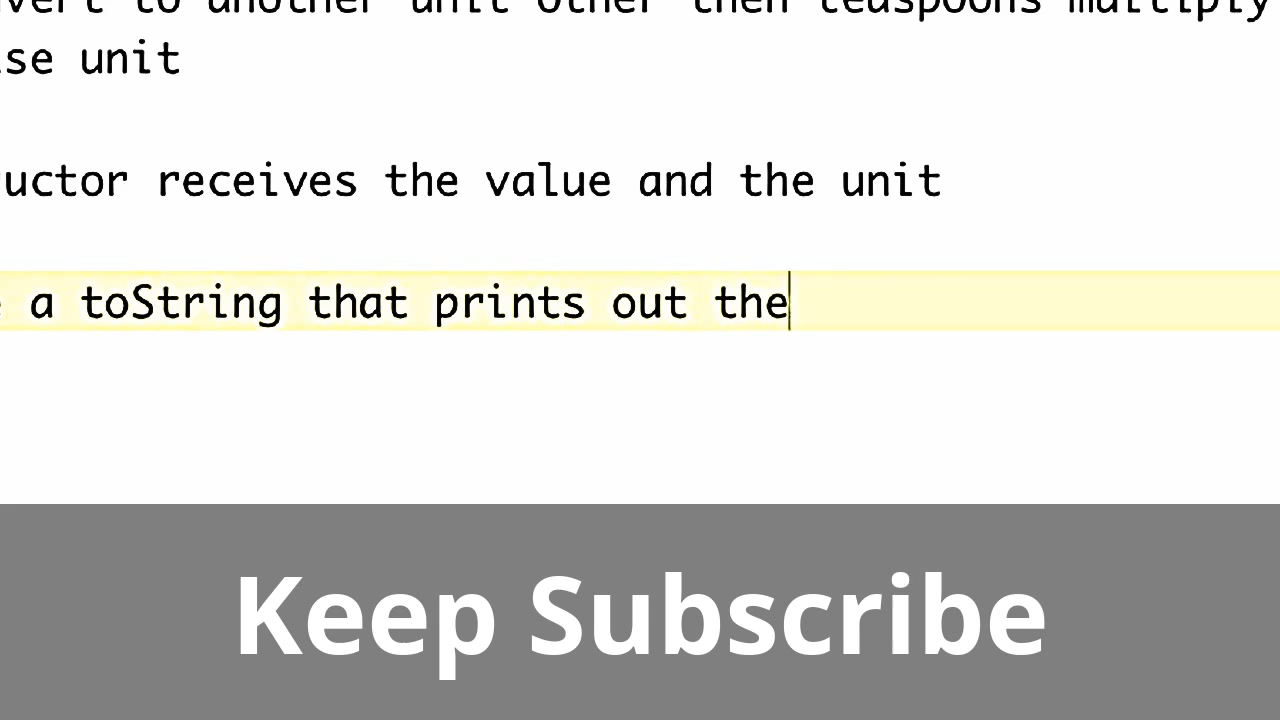 to another unit other then teaspoons multiply
se unit
uctor receives the value and the unit
a toString that prints out the
Keep Subscribe